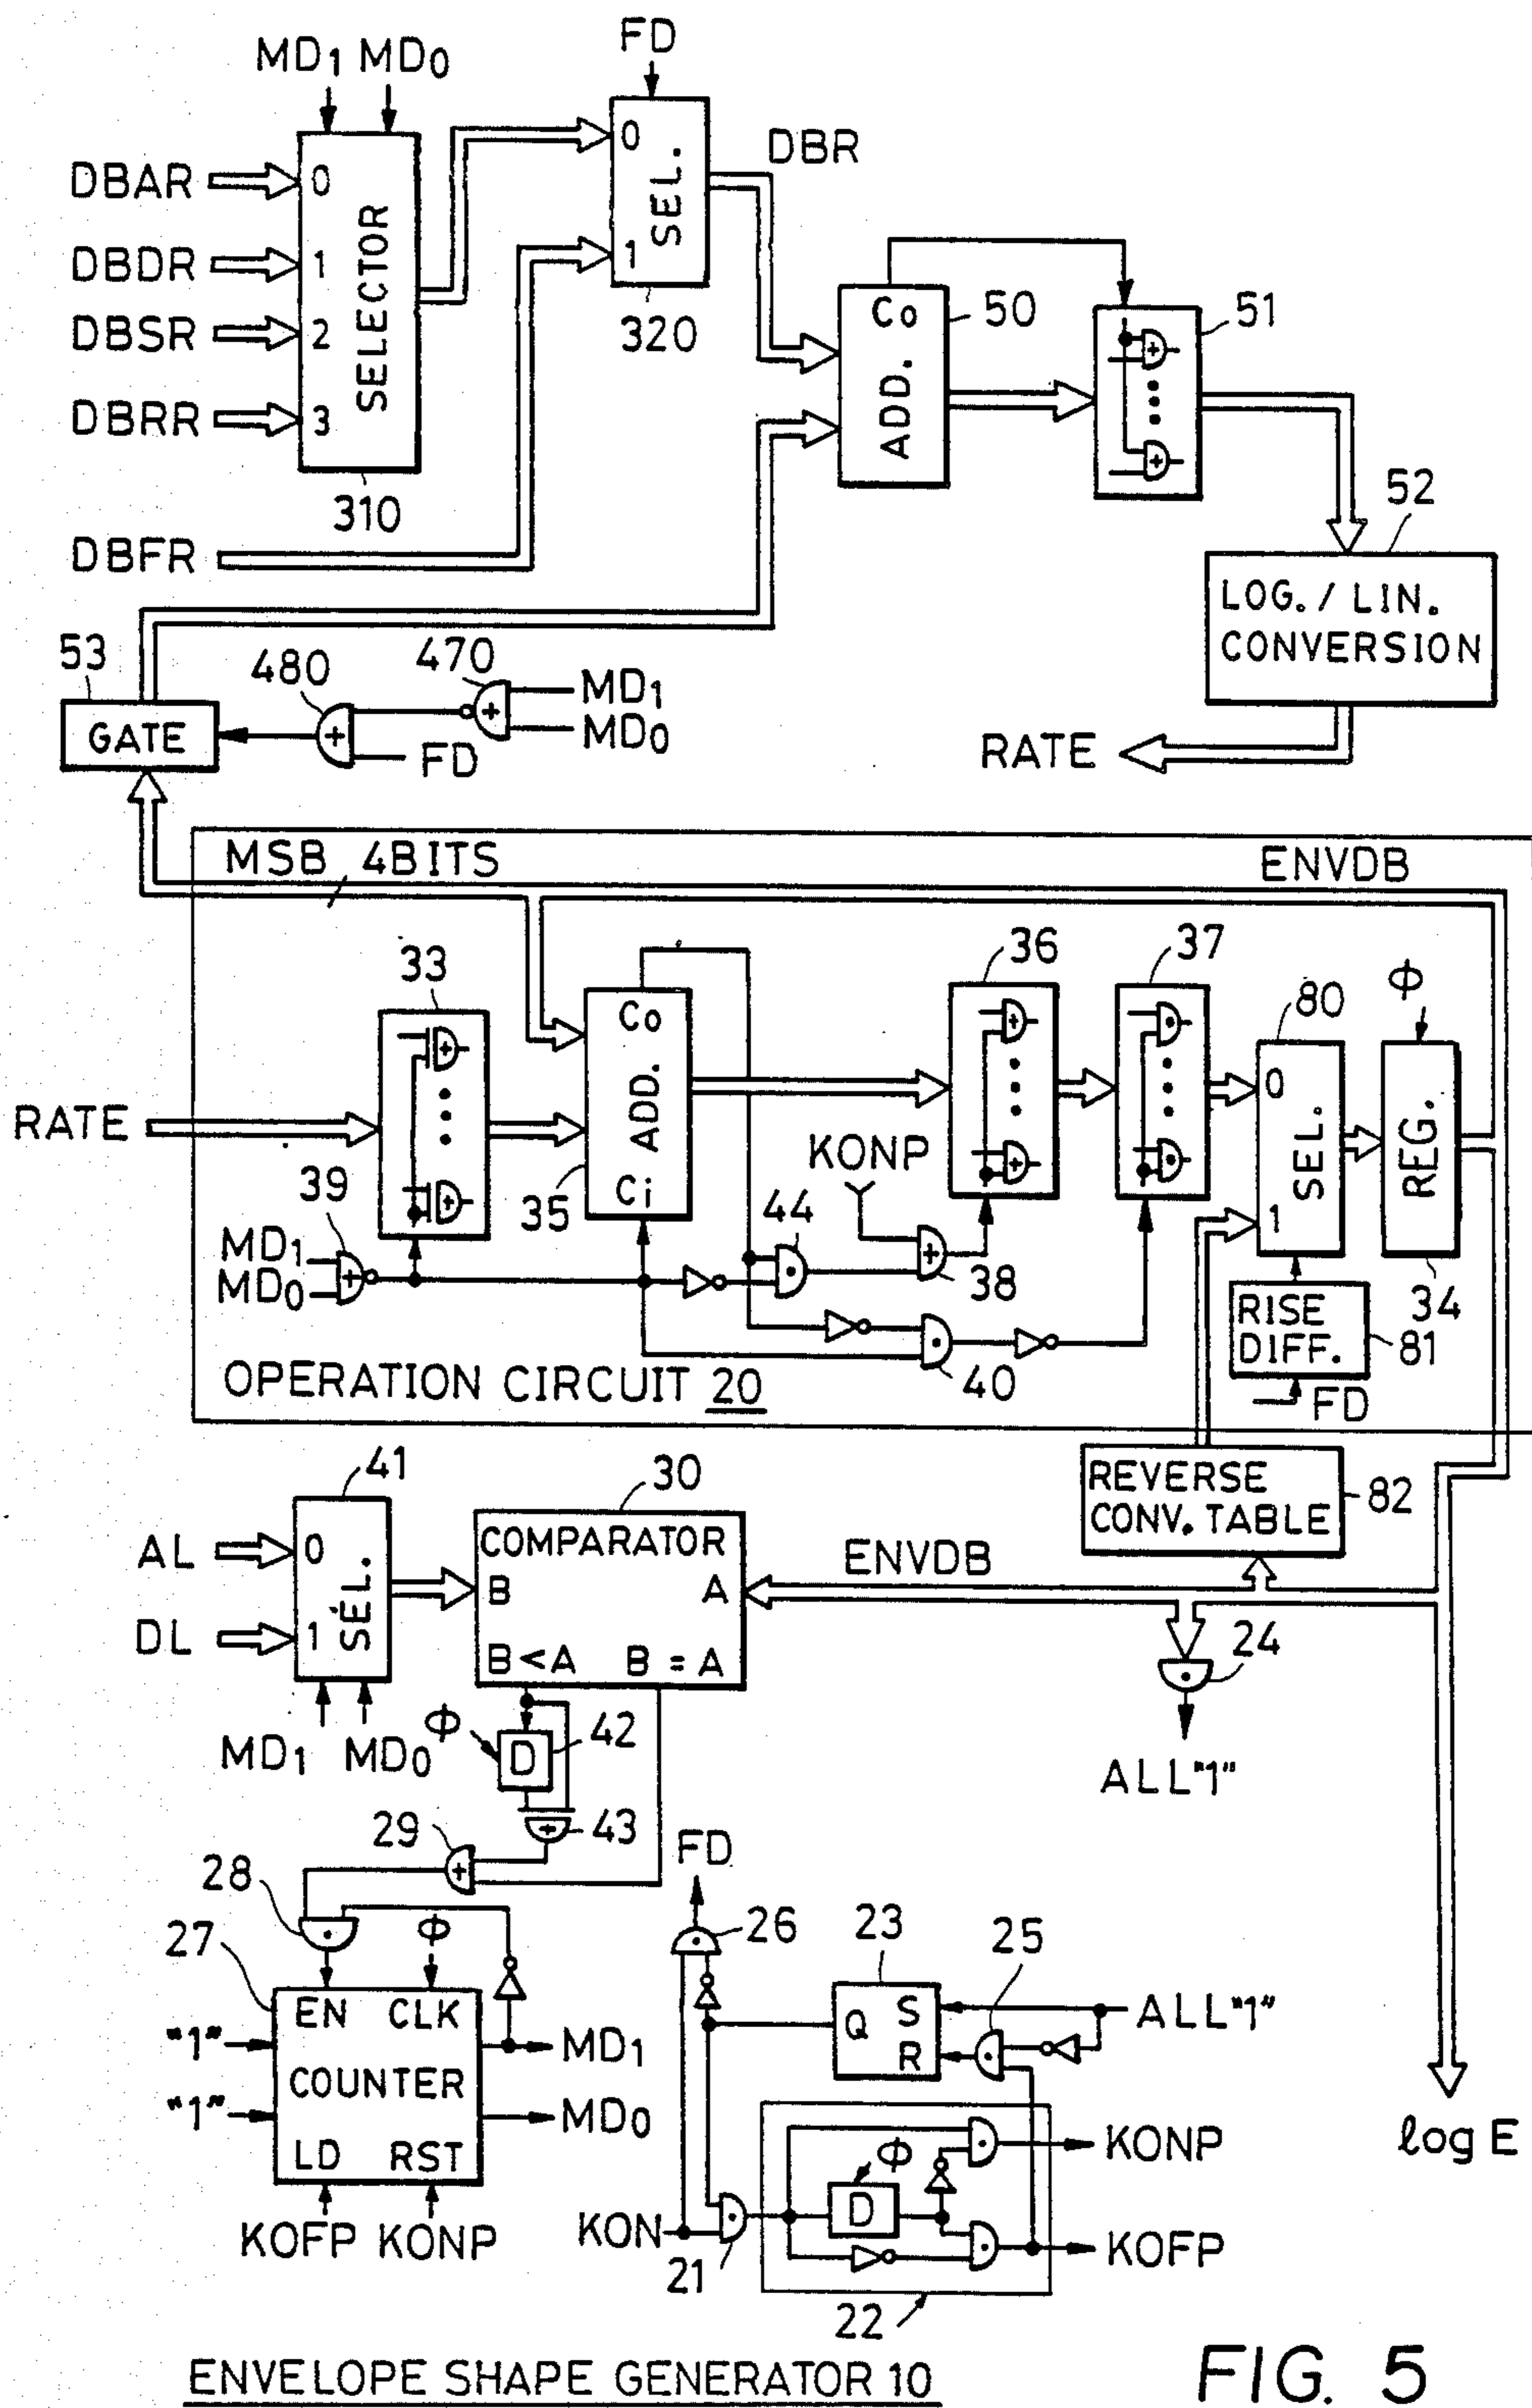 MD1 MD0
FD
DBAR
DBDR
DBSR
DBRR
0
1
2
3
SELECTOR
310
0
1
SEL.
320
DBR
Co
ADD.
50
51
DBFR
52
LOG. / LIN.
CONVERSION
RATE
53
GATE
480
470
MD1
MD0
FD
MSB 4BITS
ENVDB
33
Co
ADD.
Ci
35
36
37
80
0
1
SEL.
Φ
REG.
34
RATE
39
MD1
MD0
KONP
44
38
40
RISE
DIFF.
81
FD
OPERATION CIRCUIT 20
41
AL
DL
0
1
SEL.
MD1 MD0
30
COMPARATOR
B A
B<A B=A
ENVDB
REVERSE
CONV. TABLE
82
24
ALL"1"
Φ
D
42
43
29
28
27
Φ
EN CLK
COUNTER
LD RST
"1"
"1"
MD1
MD0
KOFP KONP
FD
26
23
Q S
R
25
ALL"1"
KON
21
Φ
D
KONP
KOFP
22
log E
ENVELOPE SHAPE GENERATOR 10
FIG. 5